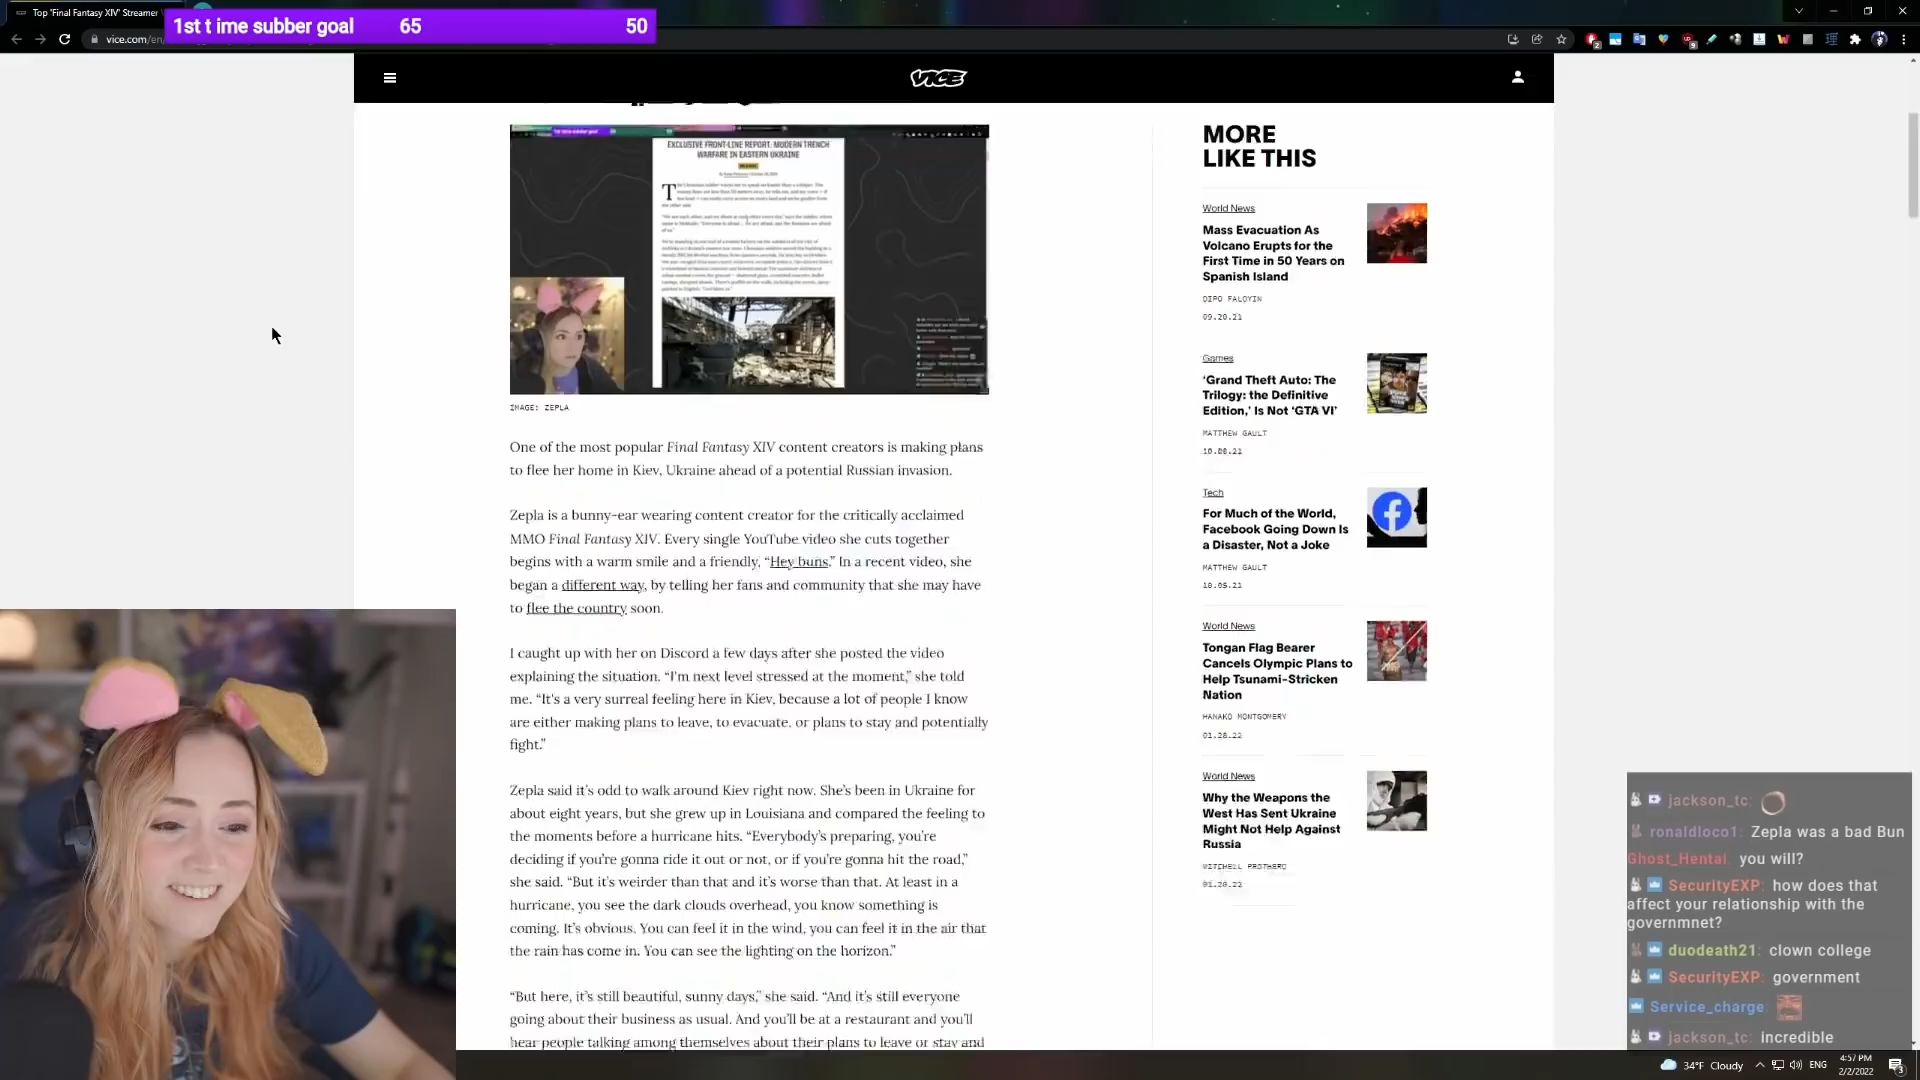 Top 'Final Fantasy XIV' Streamer
1st t ime subber goal 65 50
vice.com/en
VICE
EXCLUSIVE FRONT-LINE REPORT: MODERN TRENCH
WARFARE IN EASTERN UKRAINE
IMAGE: ZEPLA
One of the most popular Final Fantasy XIV content creators is making plans
to flee her home in Kiev, Ukraine ahead of a potential Russian invasion.
Zepla is a bunny-ear wearing content creator for the critically acclaimed
MMO Final Fantasy XIV. Every single YouTube video she cuts together
begins with a warm smile and a friendly, “Hey buns.” In a recent video, she
began a different way, by telling her fans and community that she may have
to flee the country soon.
I caught up with her on Discord a few days after she posted the video
explaining the situation. “I'm next level stressed at the moment,” she told
me. “It's a very surreal feeling here in Kiev, because a lot of people I know
are either making plans to leave, to evacuate, or plans to stay and potentially
fight.”
Zepla said it’s odd to walk around Kiev right now. She’s been in Ukraine for
about eight years, but she grew up in Louisiana and compared the feeling to
the moments before a hurricane hits. “Everybody’s preparing, you’re
deciding if you’re gonna ride it out or not, or if you’re gonna hit the road,”
she said. “But it’s weirder than that and it’s worse than that. At least in a
hurricane, you see the dark clouds overhead, you know something is
coming. It’s obvious. You can feel it in the wind, you can feel it in the air that
the rain has come in. You can see the lighting on the horizon.”
“But here, it’s still beautiful, sunny days,” she said. “And it’s still everyone
going about their business as usual. And you’ll be at a restaurant and you’ll
hear people talking among themselves about their plans to leave or stay and
MORE
LIKE THIS
World News
Mass Evacuation As
Volcano Erupts for the
First Time in 50 Years on
Spanish Island
DIPO FALOYIN
09.20.21
Games
‘Grand Theft Auto: The
Trilogy: the Definitive
Edition,’ Is Not ‘GTA VI’
MATTHEW GAULT
10.08.21
Tech
For Much of the World,
Facebook Going Down Is
a Disaster, Not a Joke
MATTHEW GAULT
10.05.21
World News
Tongan Flag Bearer
Cancels Olympic Plans to
Help Tsunami-Stricken
Nation
HANAKO MONTGOMERY
01.28.22
World News
Why the Weapons the
West Has Sent Ukraine
Might Not Help Against
Russia
MITCHELL PROTHERO
01.20.22
jackson_tc:
ronaldloco1: Zepla was a bad Bun
Ghost_Hentai: you will?
SecurityEXP: how does that
affect your relationship with the
governmnet?
duodeath21: clown college
SecurityEXP: government
Service_charge:
jackson_tc: incredible
34°F Cloudy ENG 4:57 PM
2/2/2022